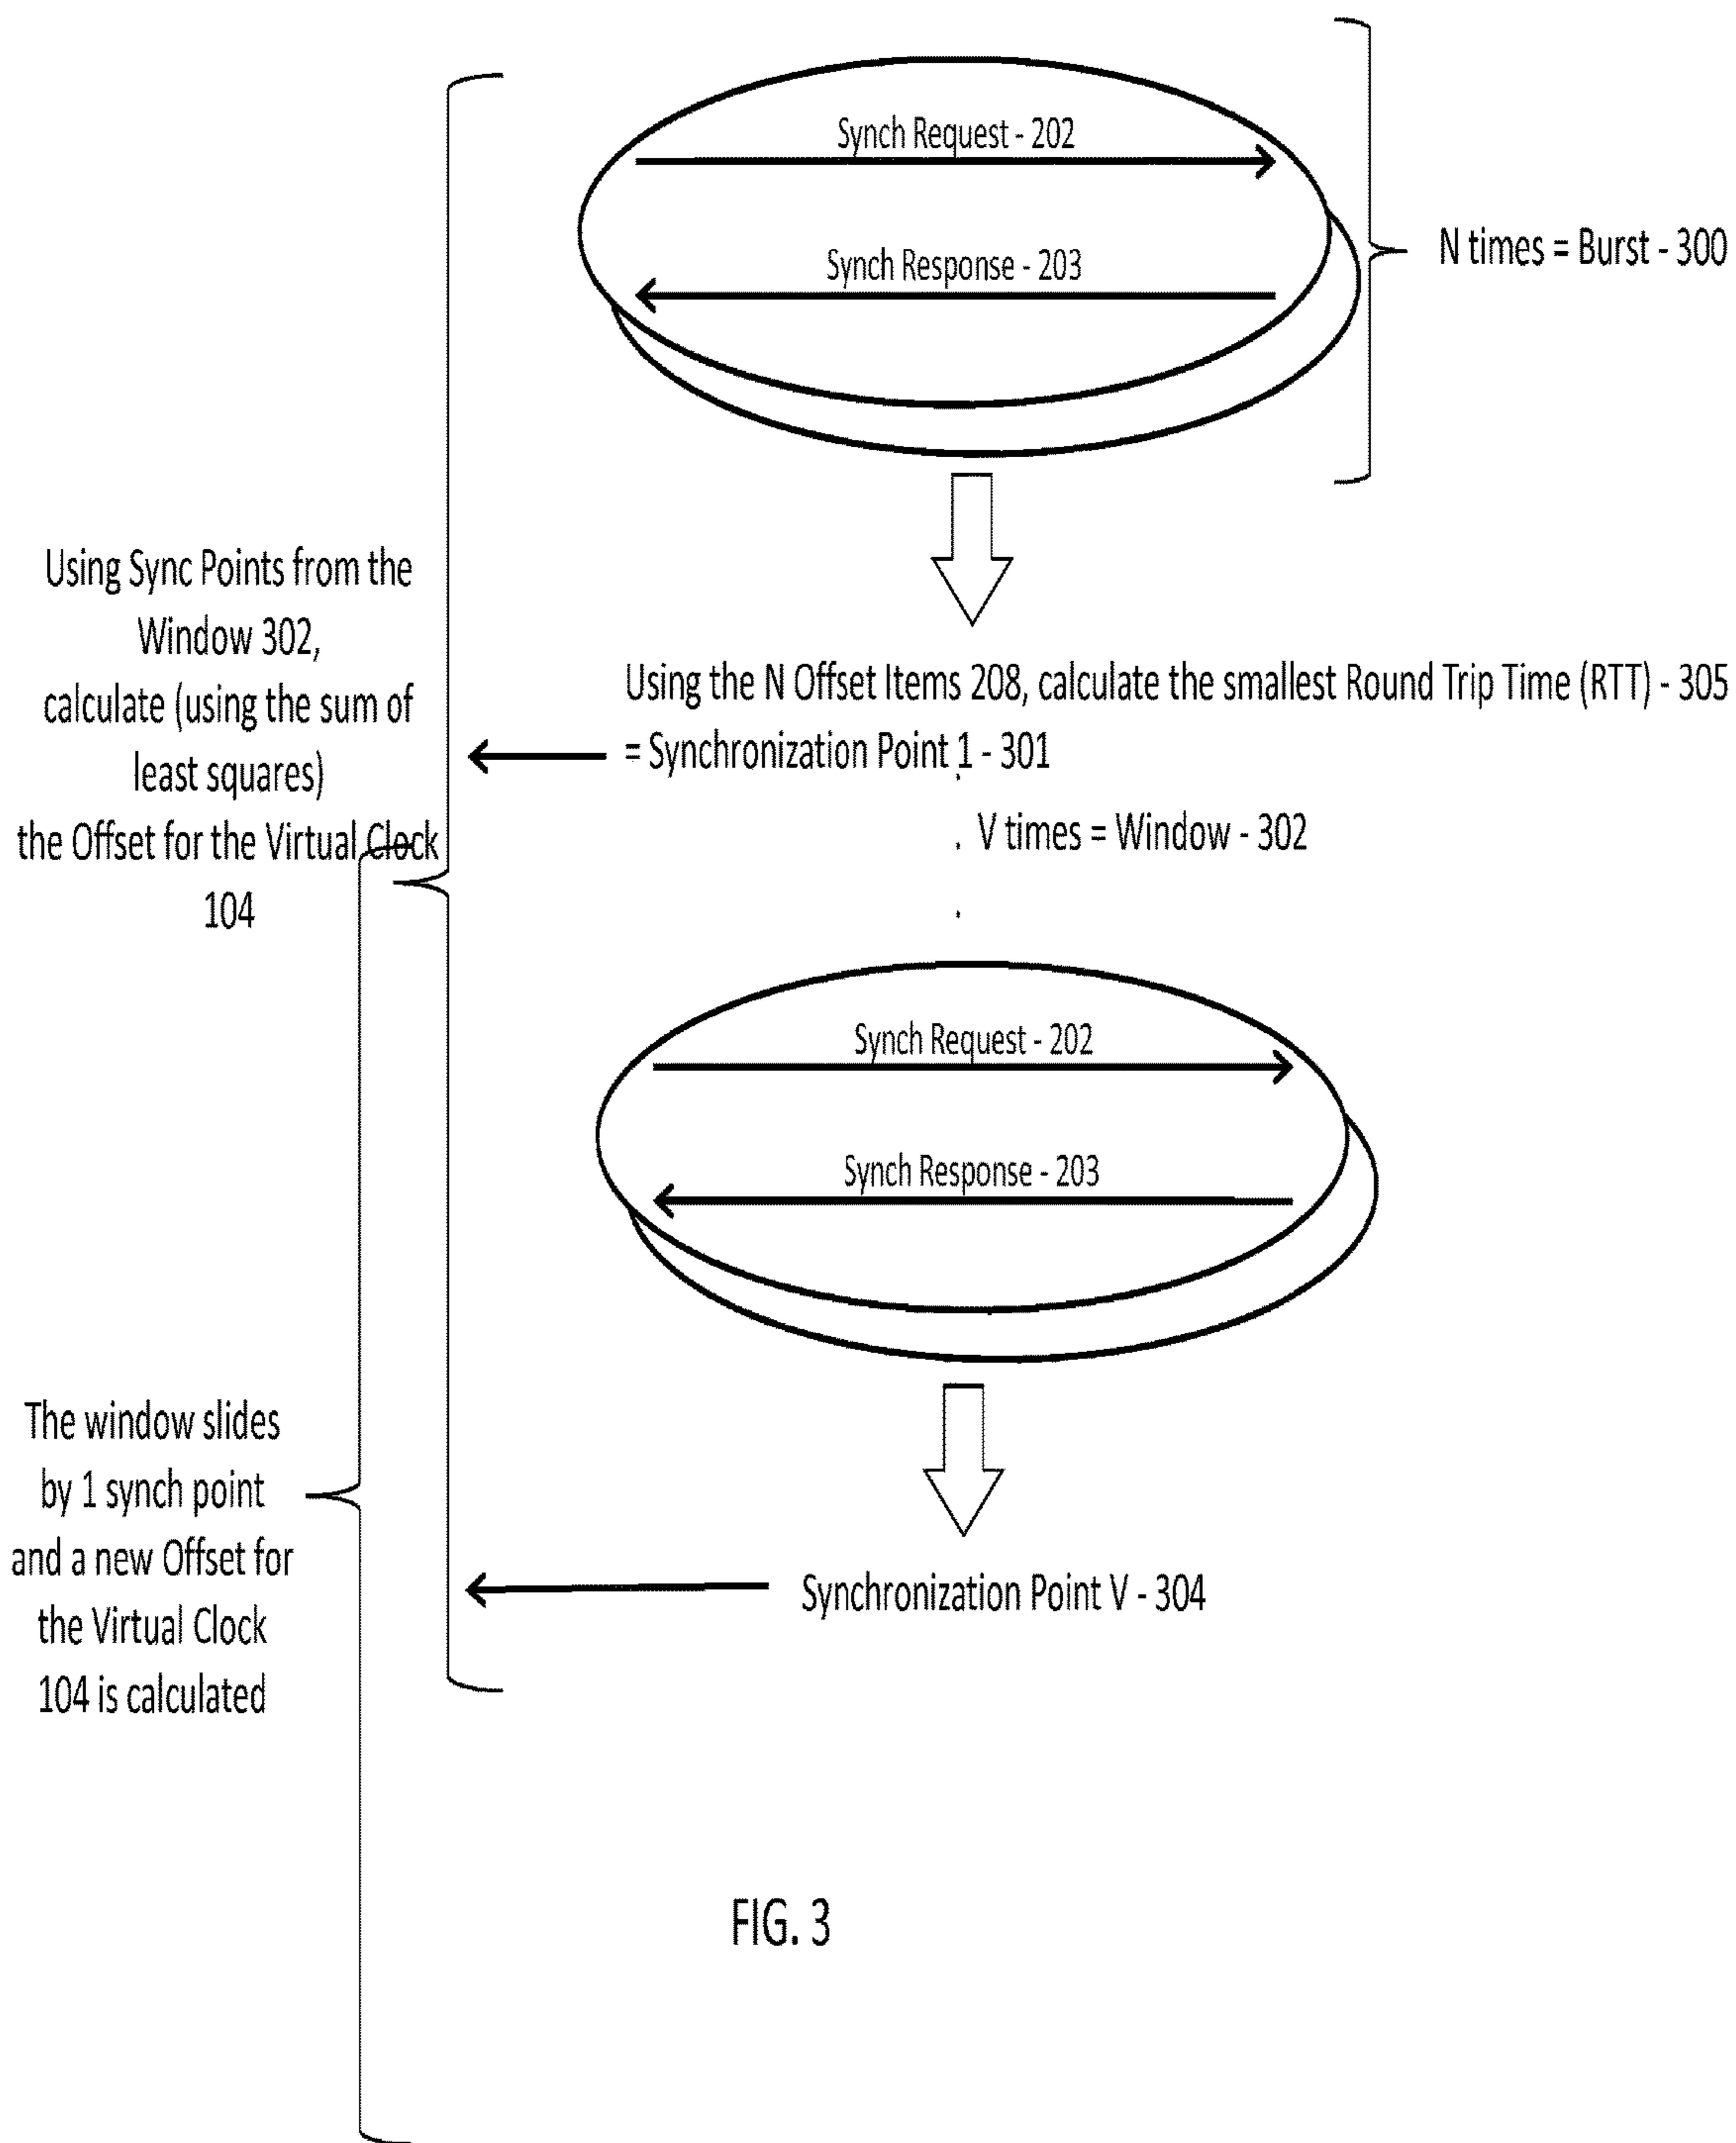 Synch Request - 202
Synch Response - 203
N times = Burst - 300
Using Sync Points from the
Window 302,
calculate (using the sum of
least squares)
the Offset for the Virtual Clock
104
Using the N Offset Items 208, calculate the smallest Round Trip Time (RTT) - 305
= Synchronization Point 1 - 301
V times = Window - 302
Synch Request - 202
Synch Response - 203
The window slides
by 1 synch point
and a new Offset for
the Virtual Clock
104 is calculated
Synchronization Point V - 304
FIG. 3